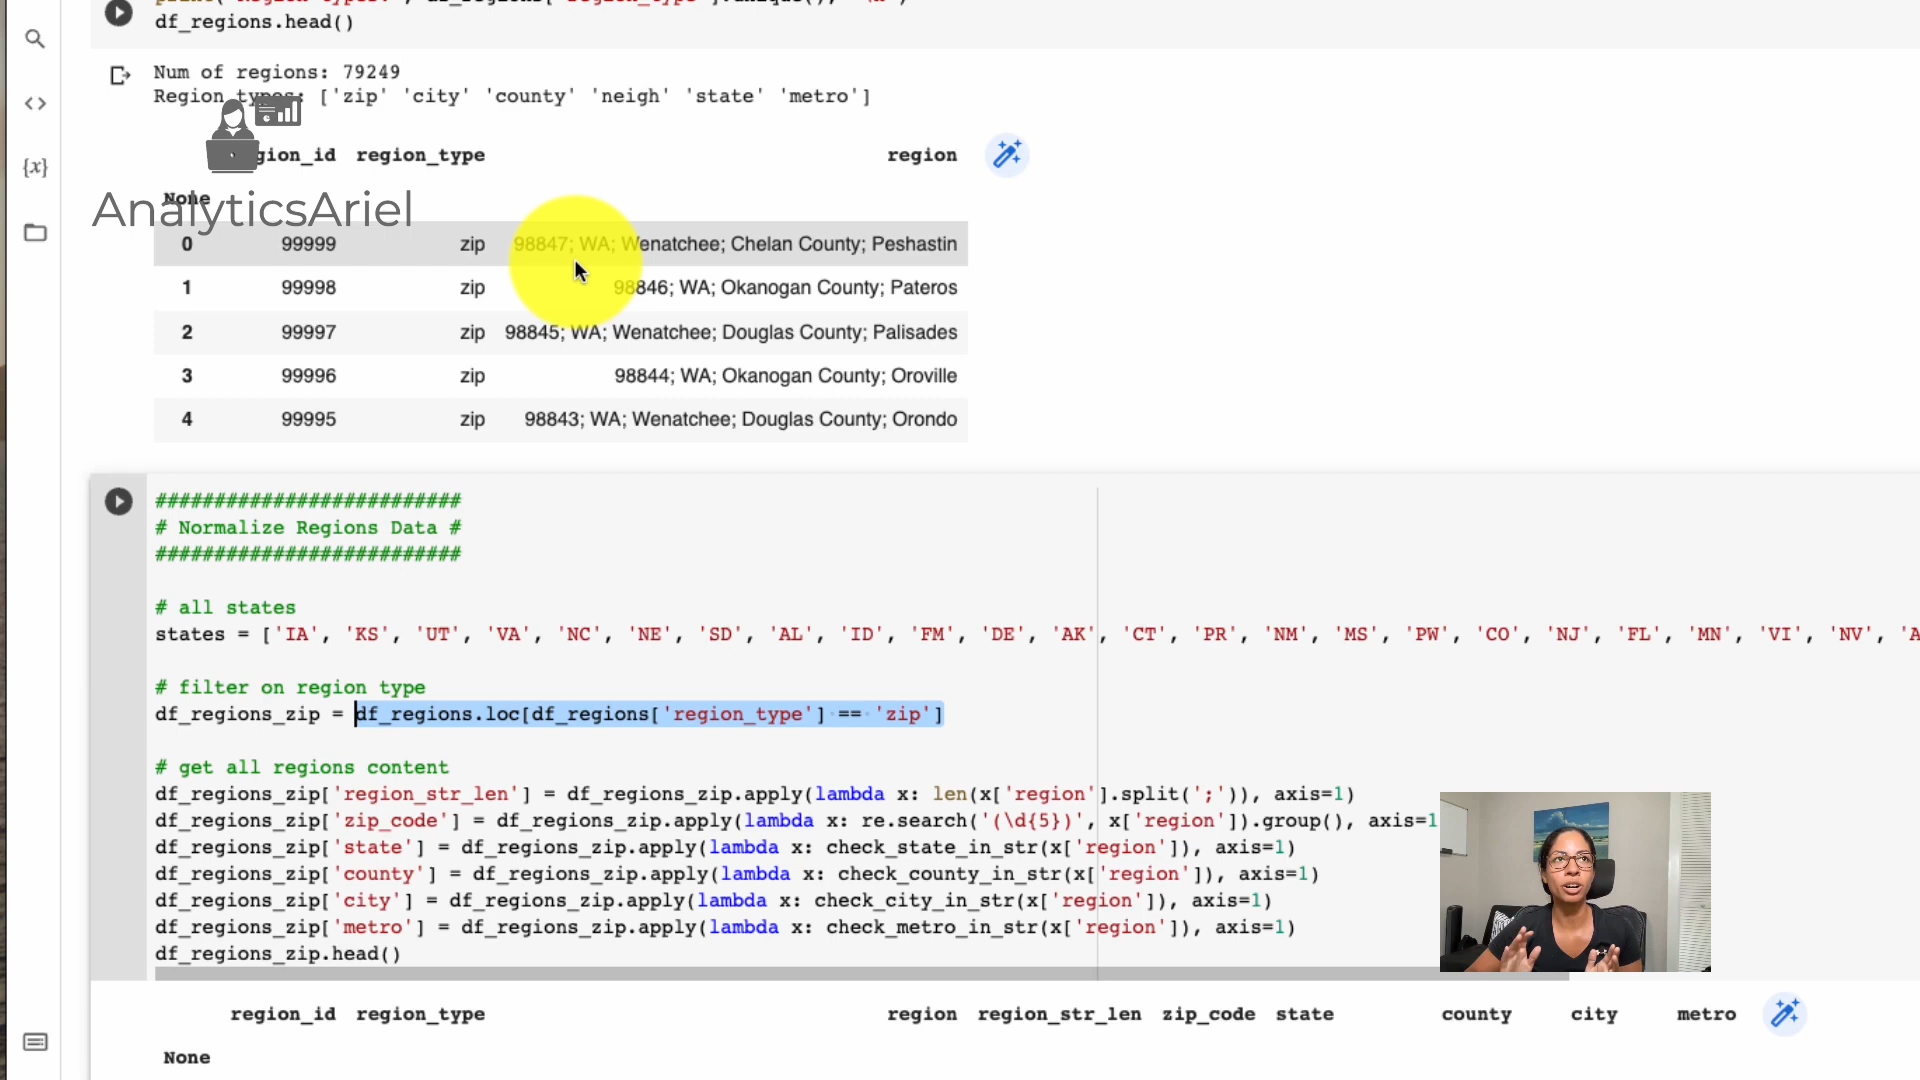 df_regions.head()
Num of regions: 79249
Region types: ['zip' 'city' 'county' 'neigh' 'state' 'metro']
region_id region_type region
None
AnalyticsAriel
0 99999 zip 98847; WA; Wenatchee; Chelan County; Peshastin
1 99998 zip 98846; WA; Okanogan County; Pateros
2 99997 zip 98845; WA; Wenatchee; Douglas County; Palisades
3 99996 zip 98844; WA; Okanogan County; Oroville
4 99995 zip 98843; WA; Wenatchee; Douglas County; Orondo
##########################
# Normalize Regions Data #
##########################
# all states
states = ['IA', 'KS', 'UT', 'VA', 'NC', 'NE', 'SD', 'AL', 'ID', 'FM', 'DE', 'AK', 'CT', 'PR', 'NM', 'MS', 'PW', 'CO', 'NJ', 'FL', 'MN', 'VI', 'NV', 'A
# filter on region type
df_regions_zip = df_regions.loc[df_regions['region_type'] == 'zip']
# get all regions content
df_regions_zip['region_str_len'] = df_regions_zip.apply(lambda x: len(x['region'].split(';')), axis=1)
df_regions_zip['zip_code'] = df_regions_zip.apply(lambda x: re.search('(\d{5})', x['region']).group(), axis=1
df_regions_zip['state'] = df_regions_zip.apply(lambda x: check_state_in_str(x['region']), axis=1)
df_regions_zip['county'] = df_regions_zip.apply(lambda x: check_county_in_str(x['region']), axis=1)
df_regions_zip['city'] = df_regions_zip.apply(lambda x: check_city_in_str(x['region']), axis=1)
df_regions_zip['metro'] = df_regions_zip.apply(lambda x: check_metro_in_str(x['region']), axis=1)
df_regions_zip.head()
region_id region_type region region_str_len zip_code state county city metro
None